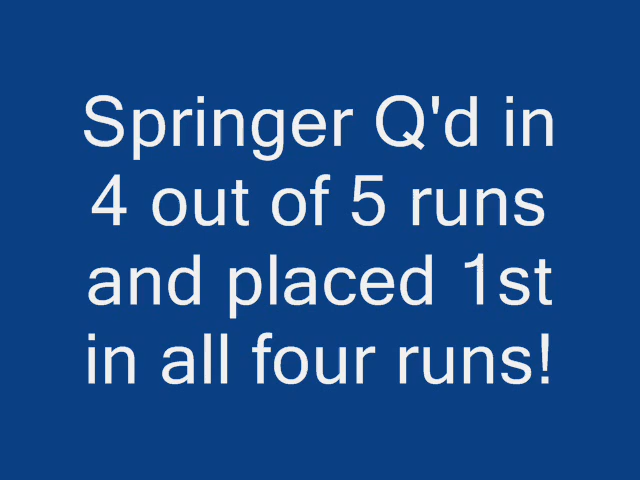 Springer Q'd in
4 out of 5 runs
and placed 1st
in all four runs!